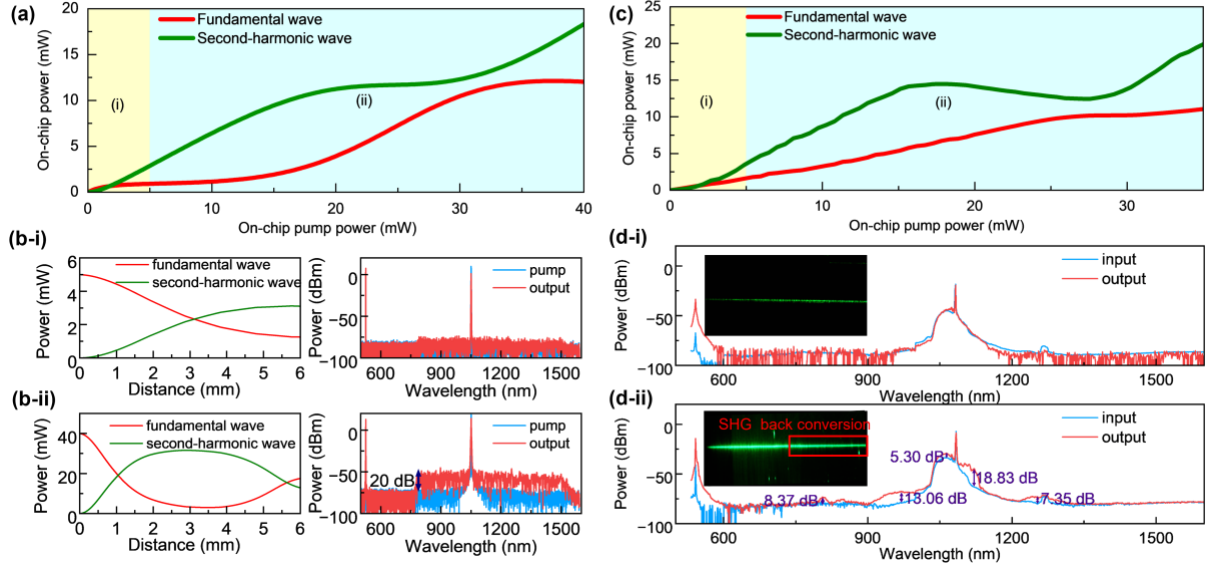 (a)
Fundamental wave
Second-harmonic wave
(i)
(ii)
On-chip power (mW)
20
15
10
5
0
0 10 20 30 40
On-chip pump power (mW)
(c)
Fundamental wave
Second-harmonic wave
(i)
(ii)
On-chip power (mW)
25
20
15
10
5
0
0 10 20 30
On-chip pump power (mW)
(b-i)
fundamental wave
second-harmonic wave
Power (mW)
6
4
2
0
0 1 2 3 4 5 6
Distance (mm)
pump
output
Power (dBm)
0
−50
−100
600 900 1200 1500
Wavelength (nm)
(d-i)
input
output
Power (dBm)
0
−50
−100
600 900 1200 1500
Wavelength (nm)
(b-ii)
fundamental wave
second-harmonic wave
Power (mW)
40
20
0
0 1 2 3 4 5 6
Distance (mm)
pump
output
20 dB
Power (dBm)
0
−50
−100
600 900 1200 1500
Wavelength (nm)
(d-ii)
SHG back conversion
input
output
5.30 dB
18.83 dB
8.37 dB
13.06 dB
7.35 dB
Power (dBm)
0
−50
−100
600 900 1200 1500
Wavelength (nm)